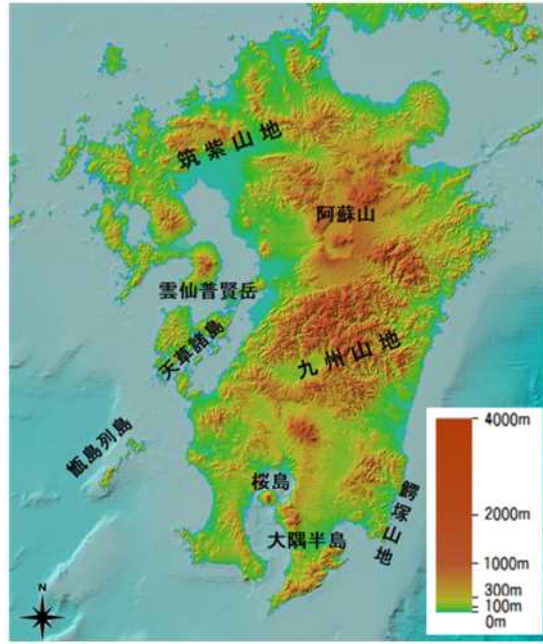 筑紫山地
阿蘇山
雲仙普賢岳
天草諸島
九州山地
甑島列島
桜島
大隅半島
鰐塚山地
4000m
2000m
1000m
300m
100m
0m
N